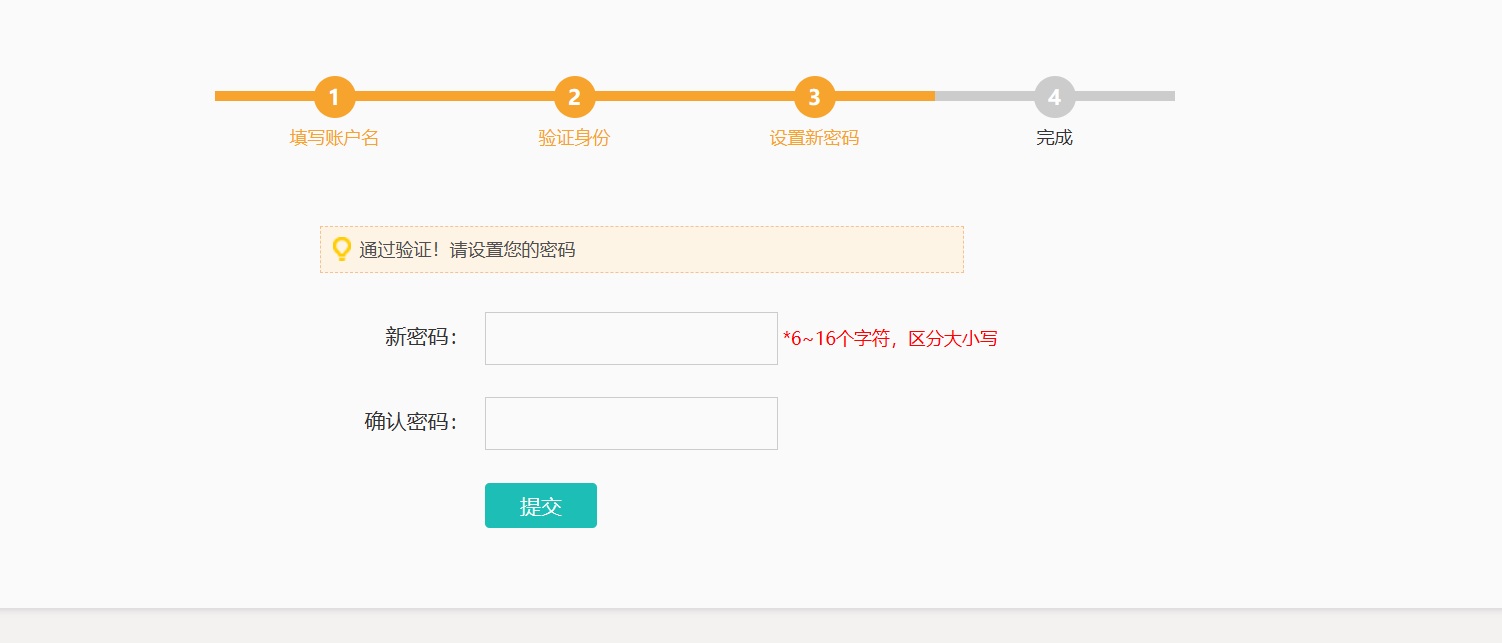 1 2 3 4
填写账户名 验证身份 设置新密码 完成
通过验证！请设置您的密码
新密码： *6~16个字符，区分大小写
确认密码：
提交